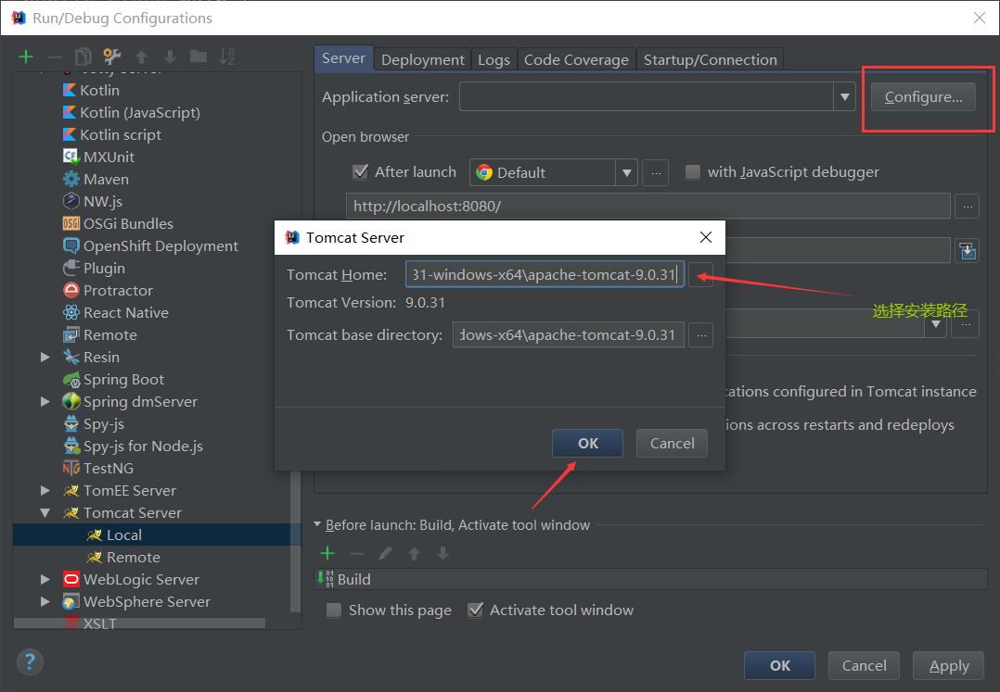 Run/Debug Configurations
Kotlin
Kotlin (JavaScript)
Kotlin script
MXUnit
Maven
NW.js
OSGi Bundles
OpenShift Deployment
Plugin
Protractor
React Native
Remote
Resin
Spring Boot
Spring dmServer
Spy-js
Spy-js for Node.js
TestNG
TomEE Server
Tomcat Server
Local
Remote
WebLogic Server
WebSphere Server
XSLT
Server Deployment Logs Code Coverage Startup/Connection
Application server: Configure...
Open browser
After launch Default ... with JavaScript debugger
http://localhost:8080/ ...
Tomcat Server
Tomcat Home: 31-windows-x64\apache-tomcat-9.0.31
Tomcat Version: 9.0.31
选择安装路径
...
Tomcat base directory: dows-x64\apache-tomcat-9.0.31 ...
cations configured in Tomcat instance
ions across restarts and redeploys
OK Cancel
Before launch: Build, Activate tool window
Build
Show this page Activate tool window
? OK Cancel Apply